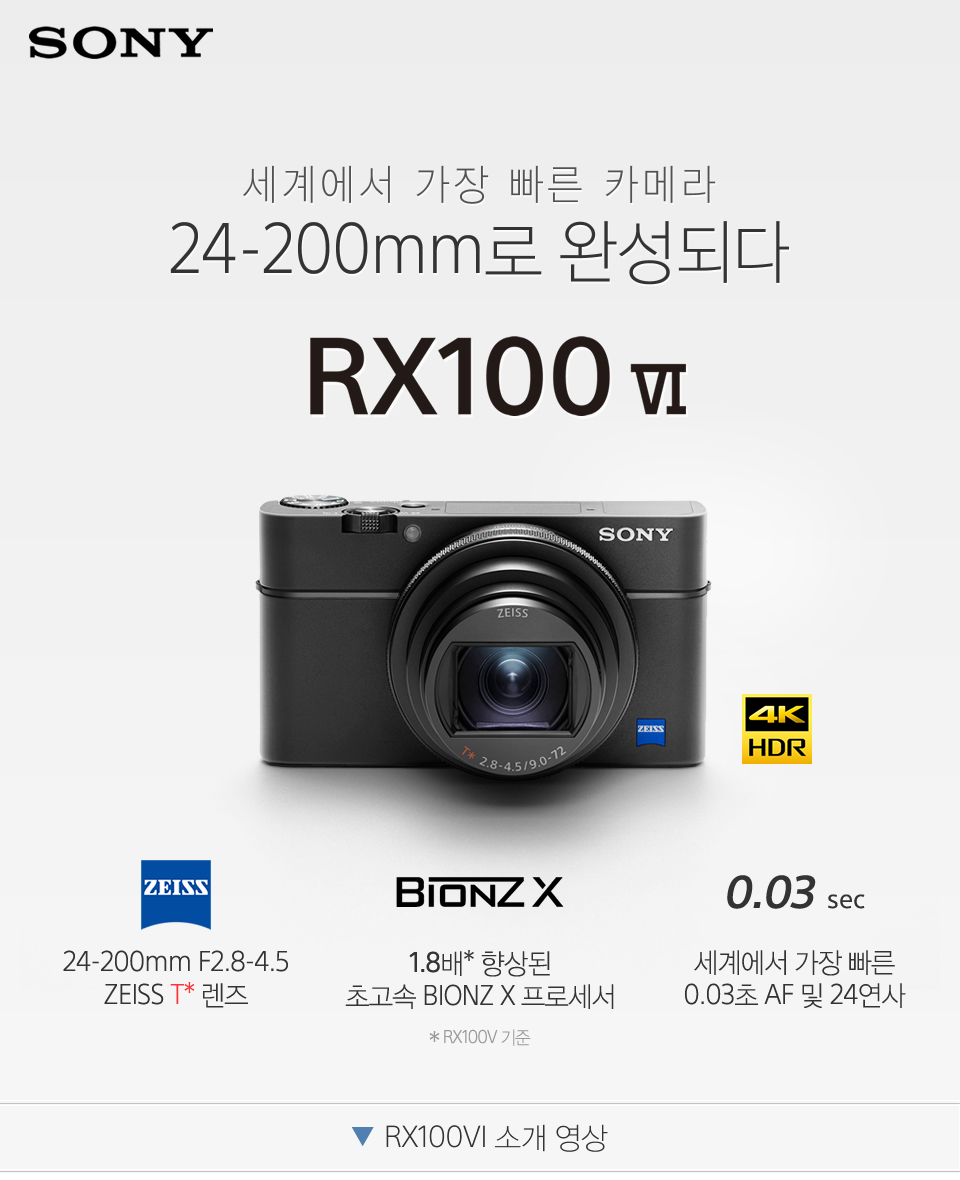 SONY
세계에서 가장 빠른 카메라
24-200mm로 완성되다
RX100 VI
SONY
ZEISS
ZEISS
T* 2.8-4.5/9.0-72
4K
HDR
ZEISS
BIONZ X
0.03 sec
24-200mm F2.8-4.5
ZEISS T* 렌즈
1.8배* 향상된
초고속 BIONZ X 프로세서
* RX100V 기준
세계에서 가장 빠른
0.03초 AF 및 24연사
▼ RX100VI 소개 영상